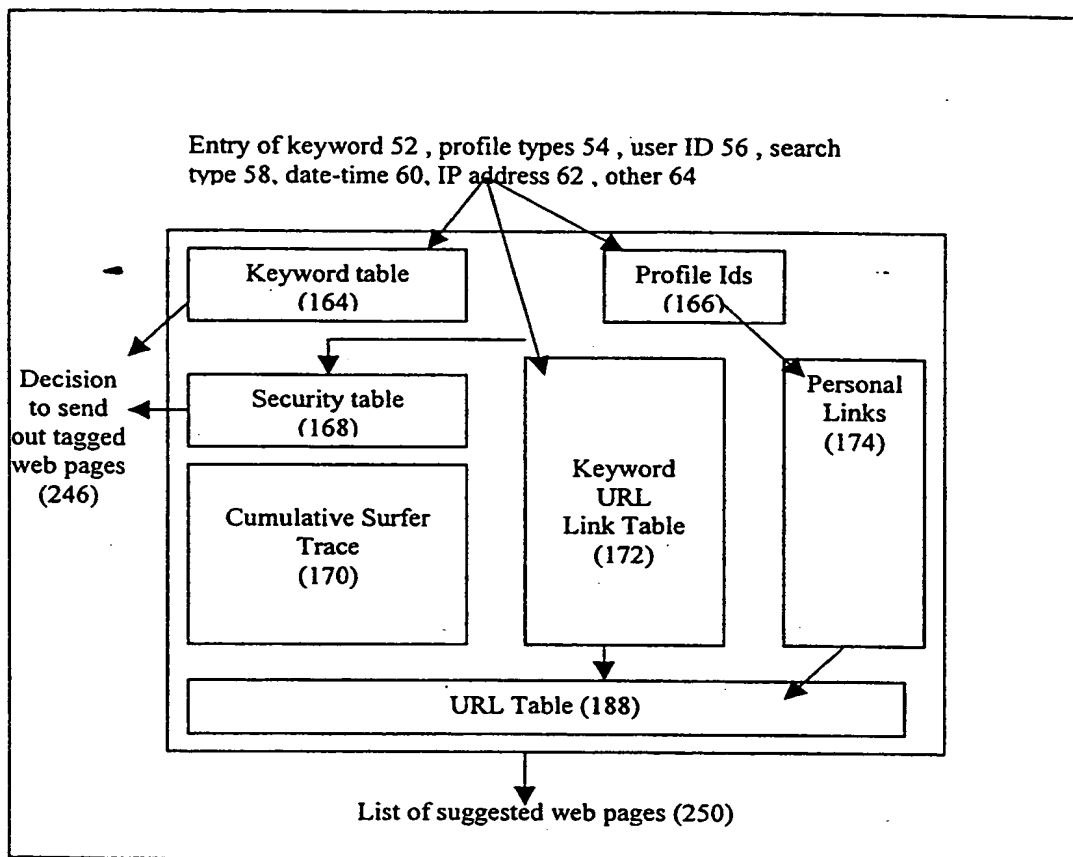 Entry of keyword 52 , profile types 54 , user ID 56 , search
type 58, date-time 60, IP address 62 , other 64
Keyword table
(164)
Profile Ids
(166)
Decision
to send
out tagged
web pages
(246)
Security table
(168)
Personal
Links
(174)
Keyword
URL
Link Table
(172)
Cumulative Surfer
Trace
(170)
URL Table (188)
List of suggested web pages (250)